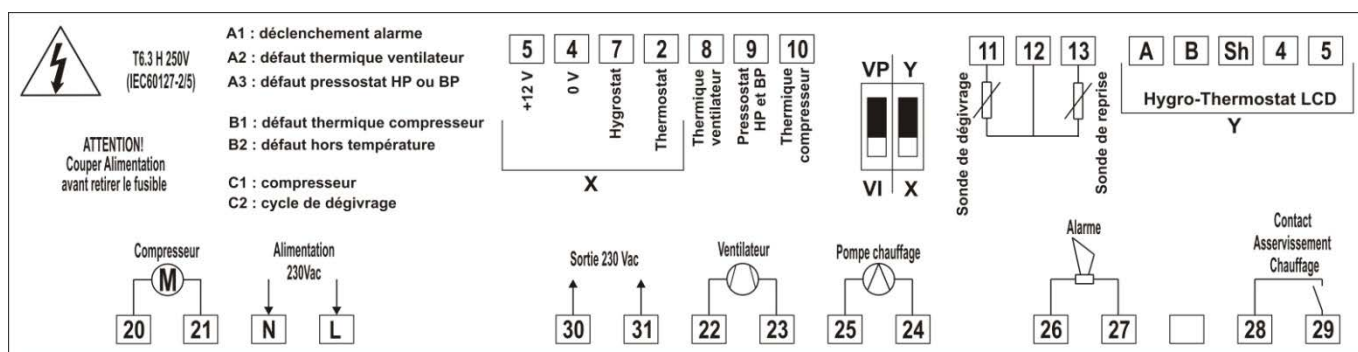 T6.3 H 250V
(IEC60127-2/5)
ATTENTION!
Couper Alimentation
avant retirer le fusible
A1 : déclenchement alarme
A2 : défaut thermique ventilateur
A3 : défaut pressostat HP ou BP
B1 : défaut thermique compresseur
B2 : défaut hors température
C1 : compresseur
C2 : cycle de dégivrage
5 4 7 2 8 9 10
+12 V
0 V
Hygrostat
Thermostat
Thermique
ventilateur
Pressostat
HP et BP
Thermique
compresseur
X
VP Y
VI X
11 12 13
Sonde de dégivrage
Sonde de reprise
A B Sh 4 5
Hygro-Thermostat LCD
Y
Compresseur
M
20 21
Alimentation
230Vac
N L
Sortie 230 Vac
30 31
Ventilateur
22 23
Pompe chauffage
25 24
Alarme
26 27
Contact
Asservissement
Chauffage
28 29